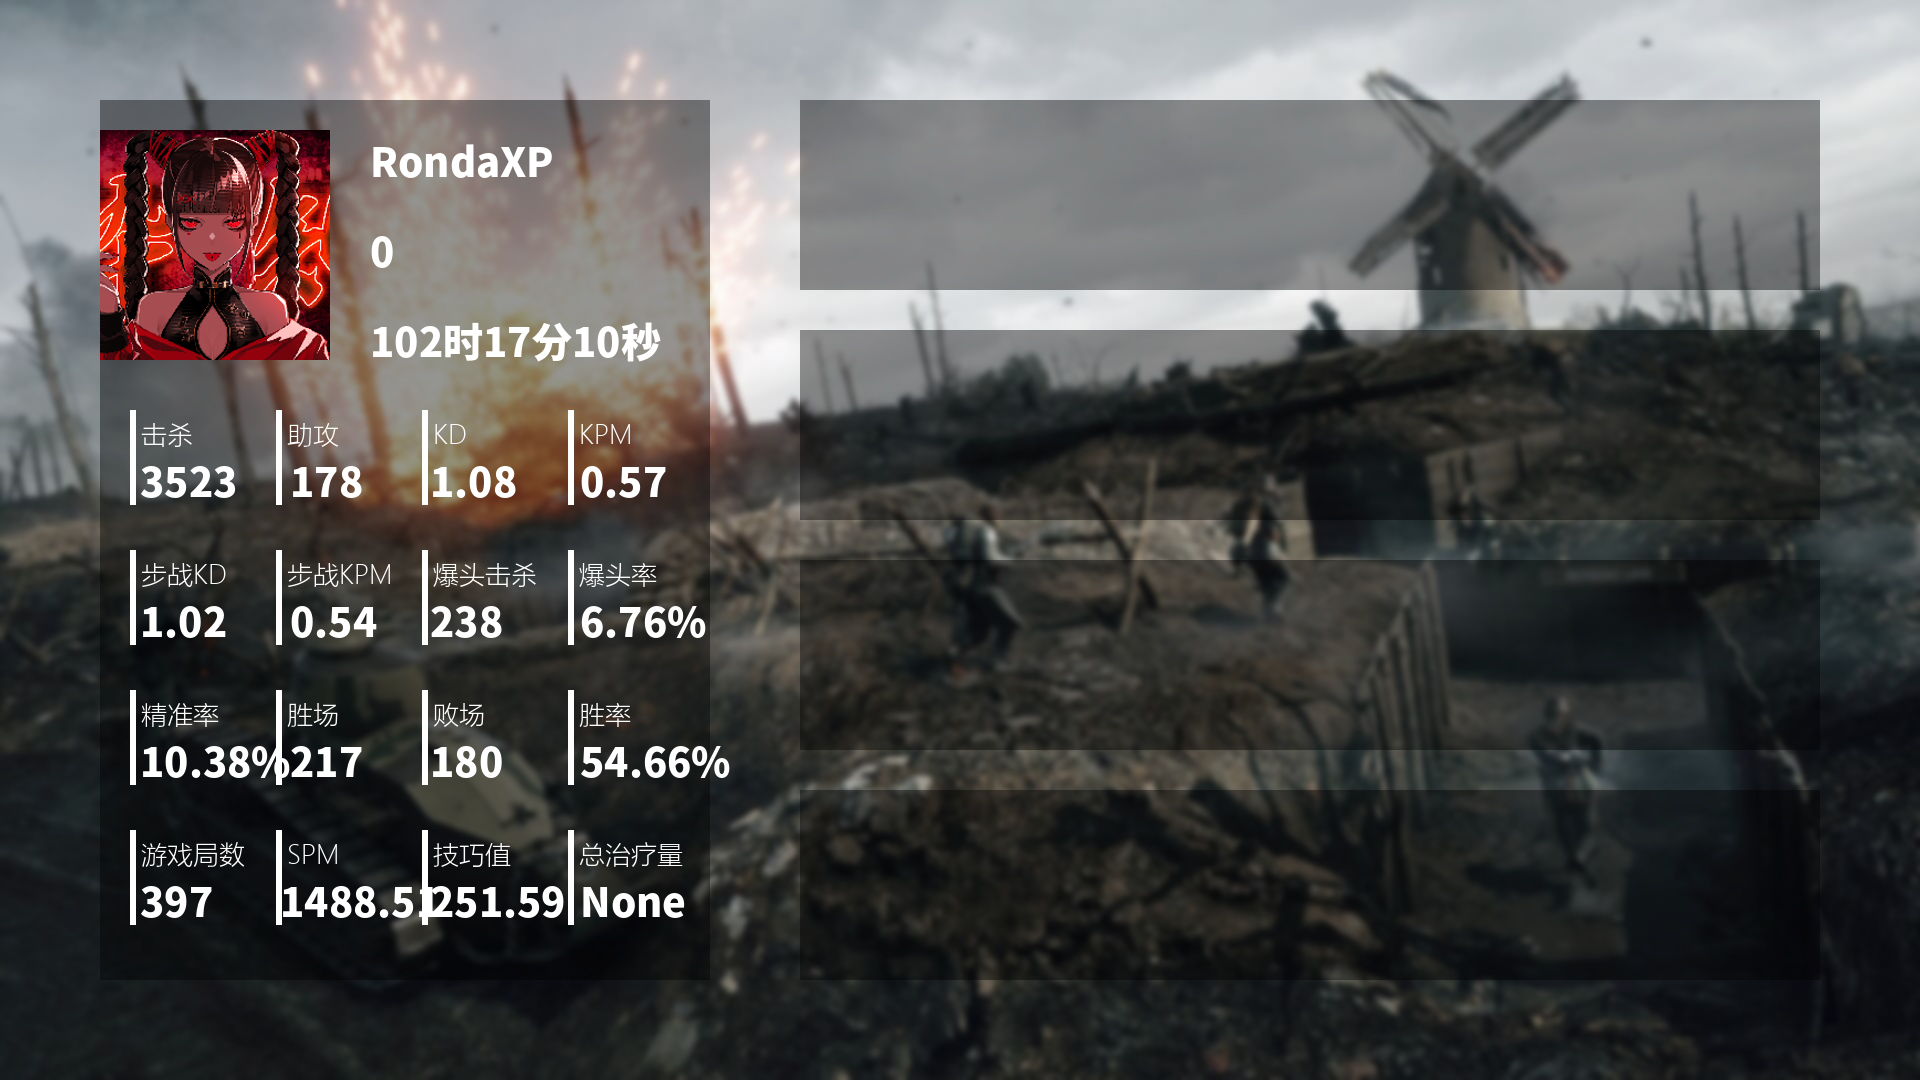 RondaXP
0
102时17分10秒
击杀 助攻 KD KPM
3523 178 1.08 0.57
步战KD 步战KPM 爆头击杀 爆头率
1.02 0.54 238 6.76%
精准率 胜场 败场 胜率
10.38% 217 180 54.66%
游戏局数 SPM 技巧值 总治疗量
397 1488.51 251.59 None